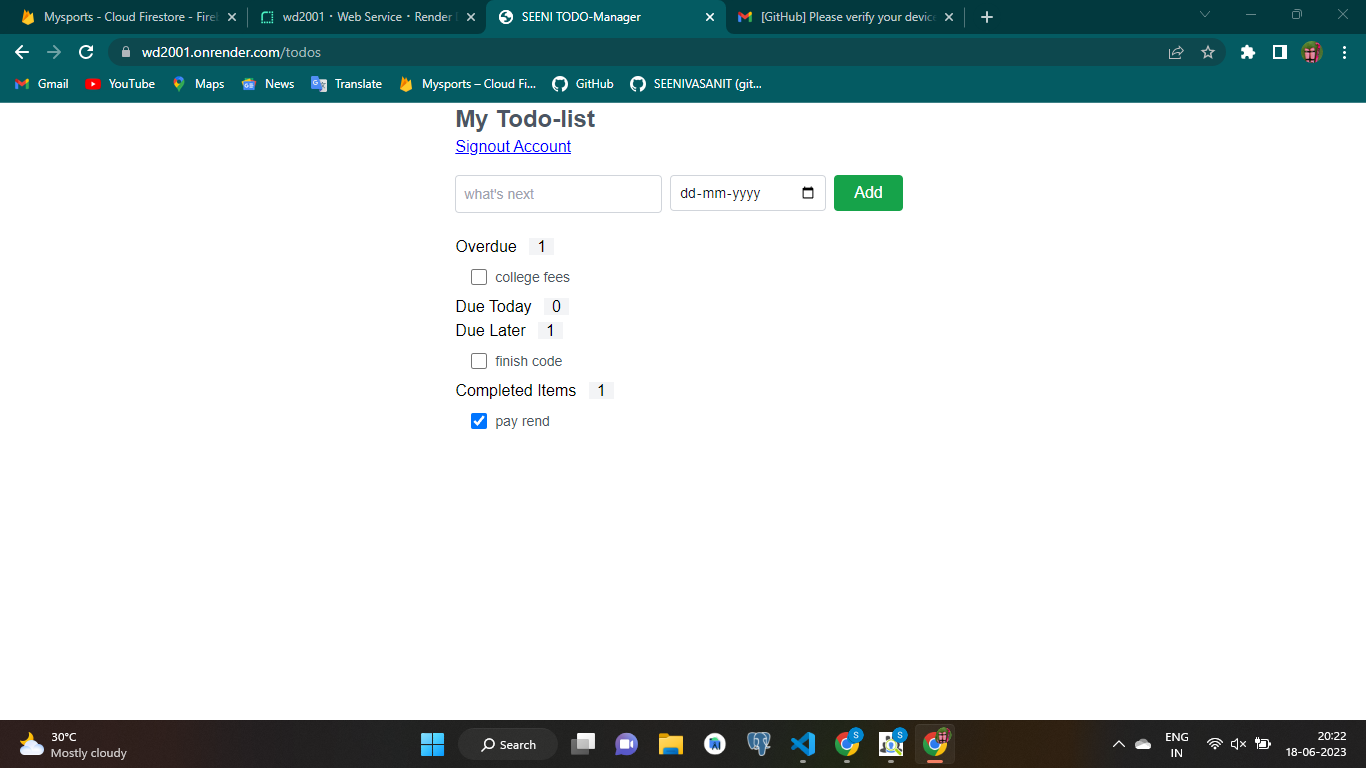 Mysports - Cloud Firestore - Fire
wd2001 · Web Service · Render
SEENI TODO-Manager
[GitHub] Please verify your device
wd2001.onrender.com/todos
Gmail
YouTube
Maps
News
Translate
Mysports – Cloud Fi...
GitHub
SEENIVASANIT (git...
My Todo-list
Signout Account
what's next
dd-mm-yyyy
Add
Overdue 1
college fees
Due Today 0
Due Later 1
finish code
Completed Items 1
pay rend
30°C
Mostly cloudy
Search
S
S
ENG
IN
20:22
18-06-2023